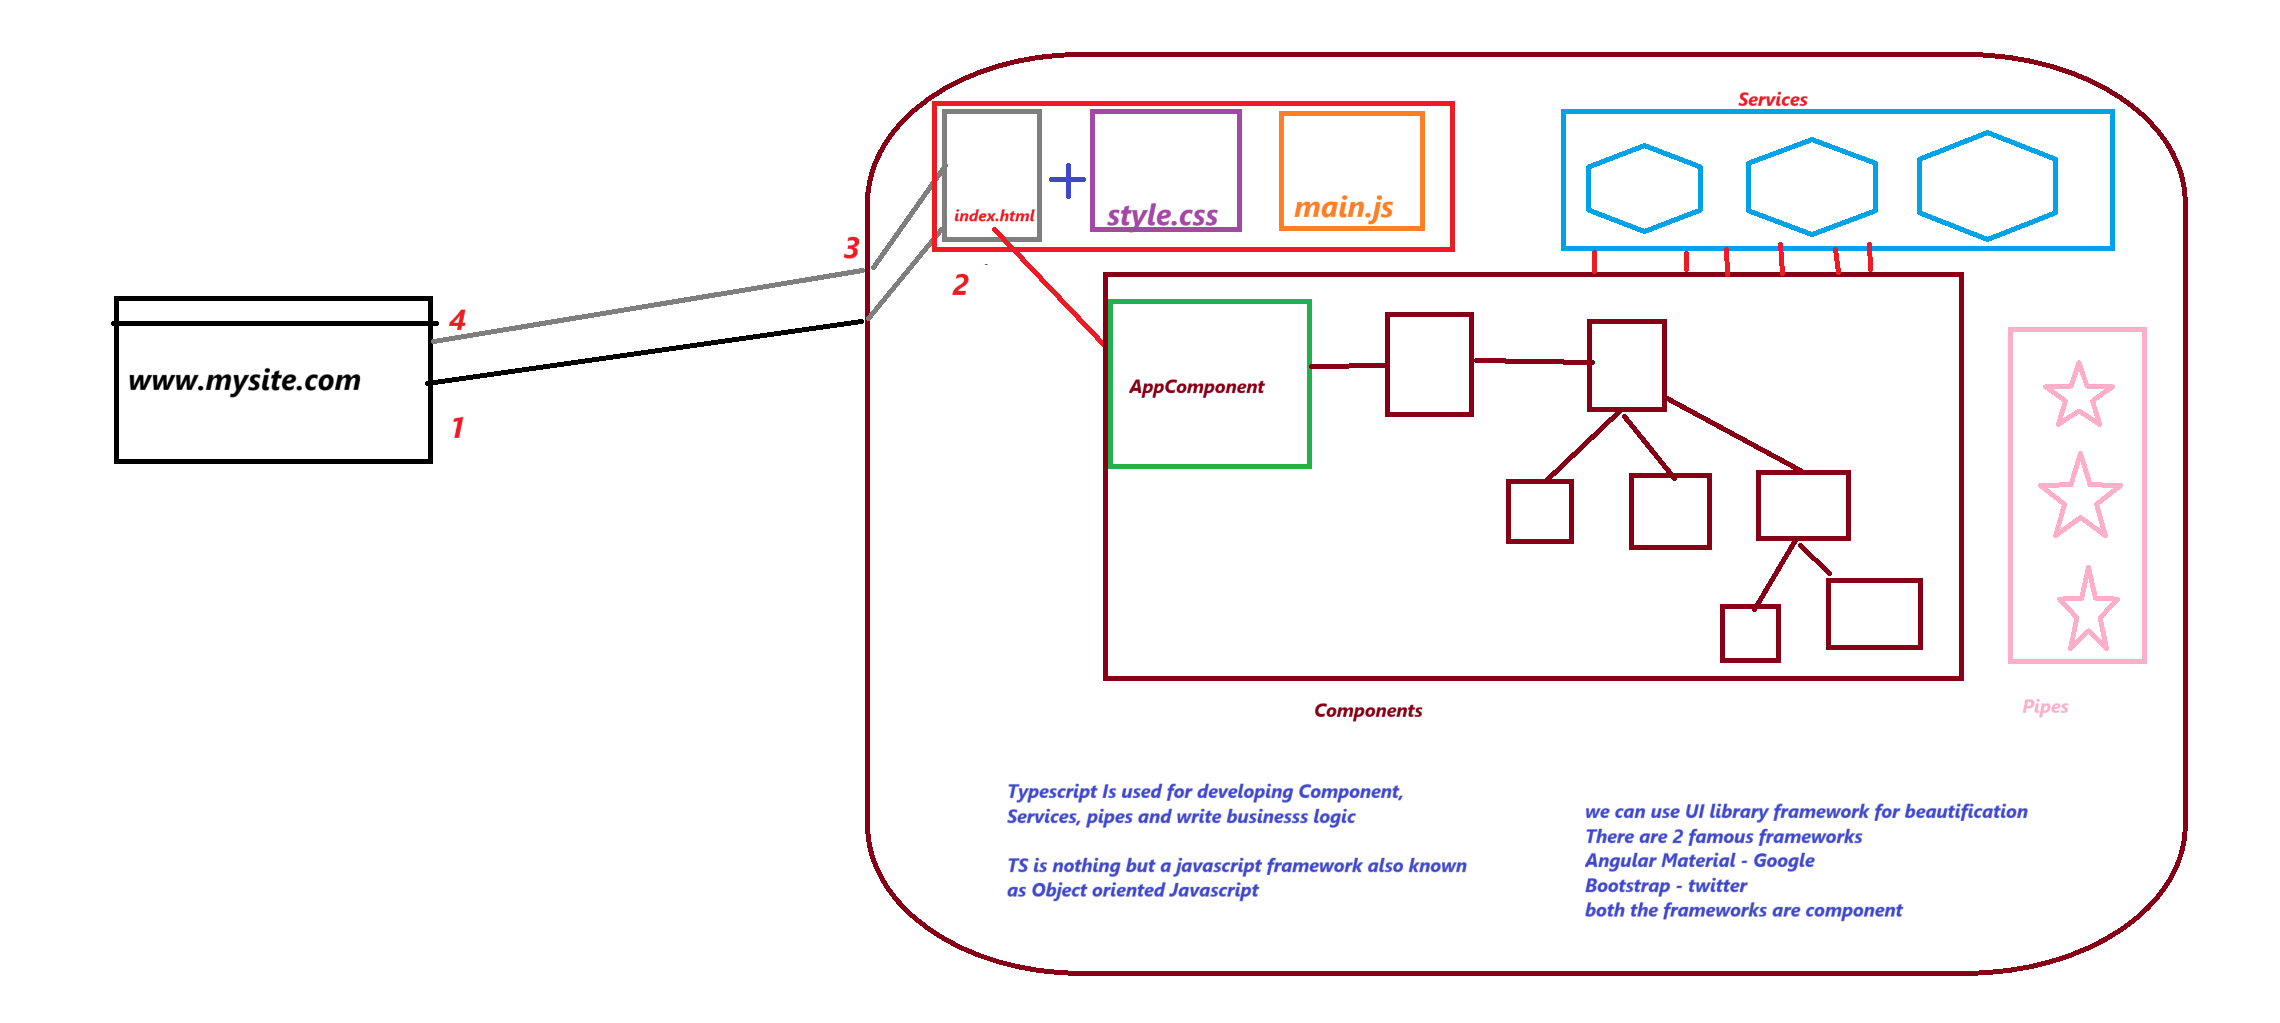 www.mysite.com
1
2
3
4
index.html
+
style.css
main.js
Services
AppComponent
Components
Pipes
Typescript Is used for developing Component,
Services, pipes and write businesss logic
TS is nothing but a javascript framework also known
as Object oriented Javascript
we can use UI library framework for beautification
There are 2 famous frameworks
Angular Material - Google
Bootstrap - twitter
both the frameworks are component